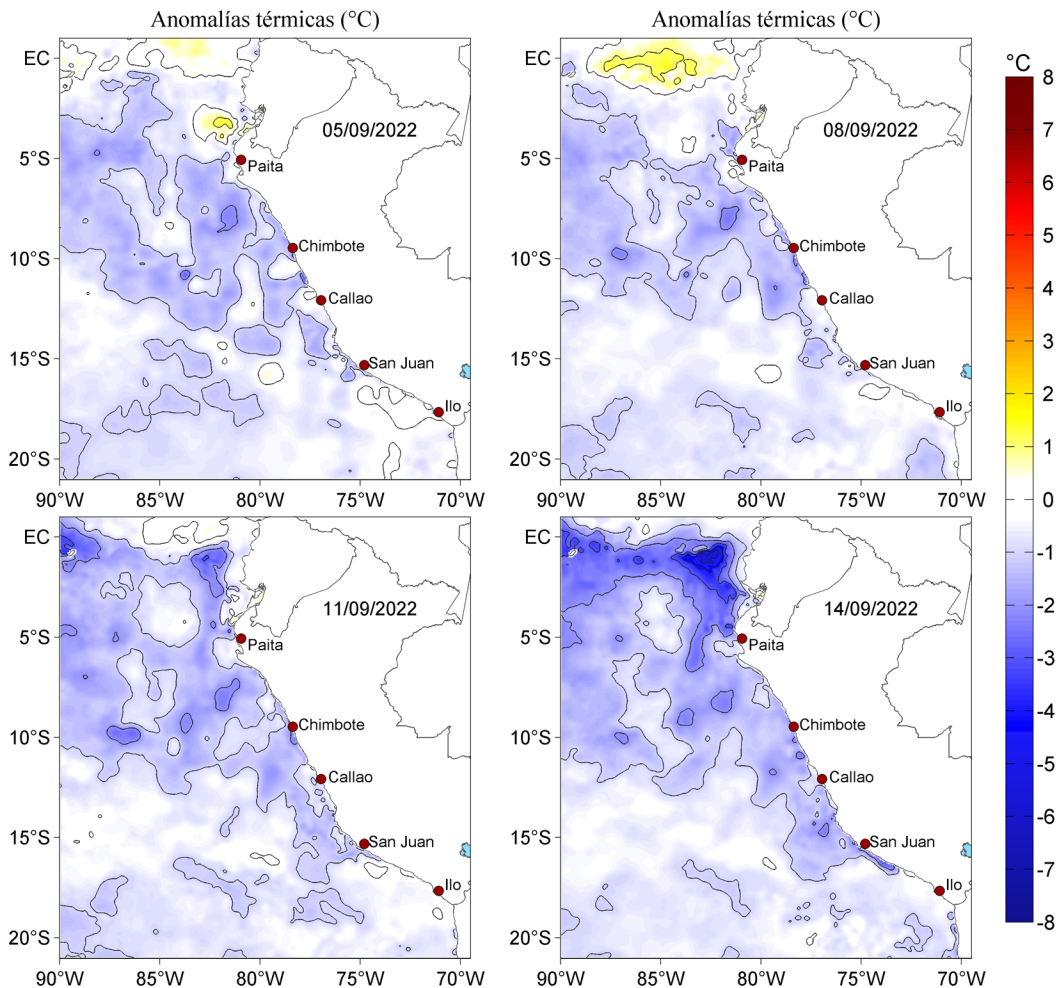 Anomalías térmicas (°C)
Anomalías térmicas (°C)
EC
5°S
10°S
15°S
20°S
90°W 85°W 80°W 75°W 70°W
05/09/2022
Paita
Chimbote
Callao
San Juan
Ilo
EC
5°S
10°S
15°S
20°S
90°W 85°W 80°W 75°W 70°W
08/09/2022
Paita
Chimbote
Callao
San Juan
Ilo
EC
5°S
10°S
15°S
20°S
90°W 85°W 80°W 75°W 70°W
11/09/2022
Paita
Chimbote
Callao
San Juan
Ilo
EC
5°S
10°S
15°S
20°S
90°W 85°W 80°W 75°W 70°W
14/09/2022
Paita
Chimbote
Callao
San Juan
Ilo
°C
8
7
6
5
4
3
2
1
0
-1
-2
-3
-4
-5
-6
-7
-8